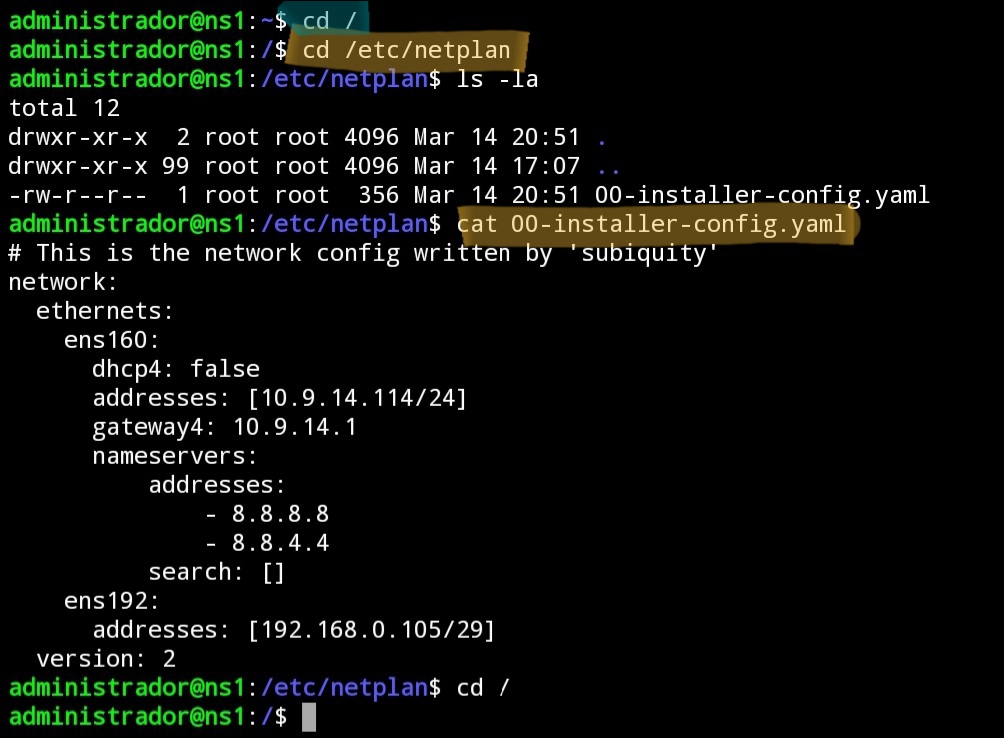 administrador@ns1:~$ cd /
administrador@ns1:/$ cd /etc/netplan
administrador@ns1:/etc/netplan$ ls -la
total 12
drwxr-xr-x  2 root root 4096 Mar 14 20:51 .
drwxr-xr-x 99 root root 4096 Mar 14 17:07 ..
-rw-r--r--  1 root root  356 Mar 14 20:51 00-installer-config.yaml
administrador@ns1:/etc/netplan$ cat 00-installer-config.yaml
# This is the network config written by 'subiquity'
network:
  ethernets:
    ens160:
      dhcp4: false
      addresses: [10.9.14.114/24]
      gateway4: 10.9.14.1
      nameservers:
          addresses:
              - 8.8.8.8
              - 8.8.4.4
          search: []
    ens192:
      addresses: [192.168.0.105/29]
  version: 2
administrador@ns1:/etc/netplan$ cd /
administrador@ns1:/$